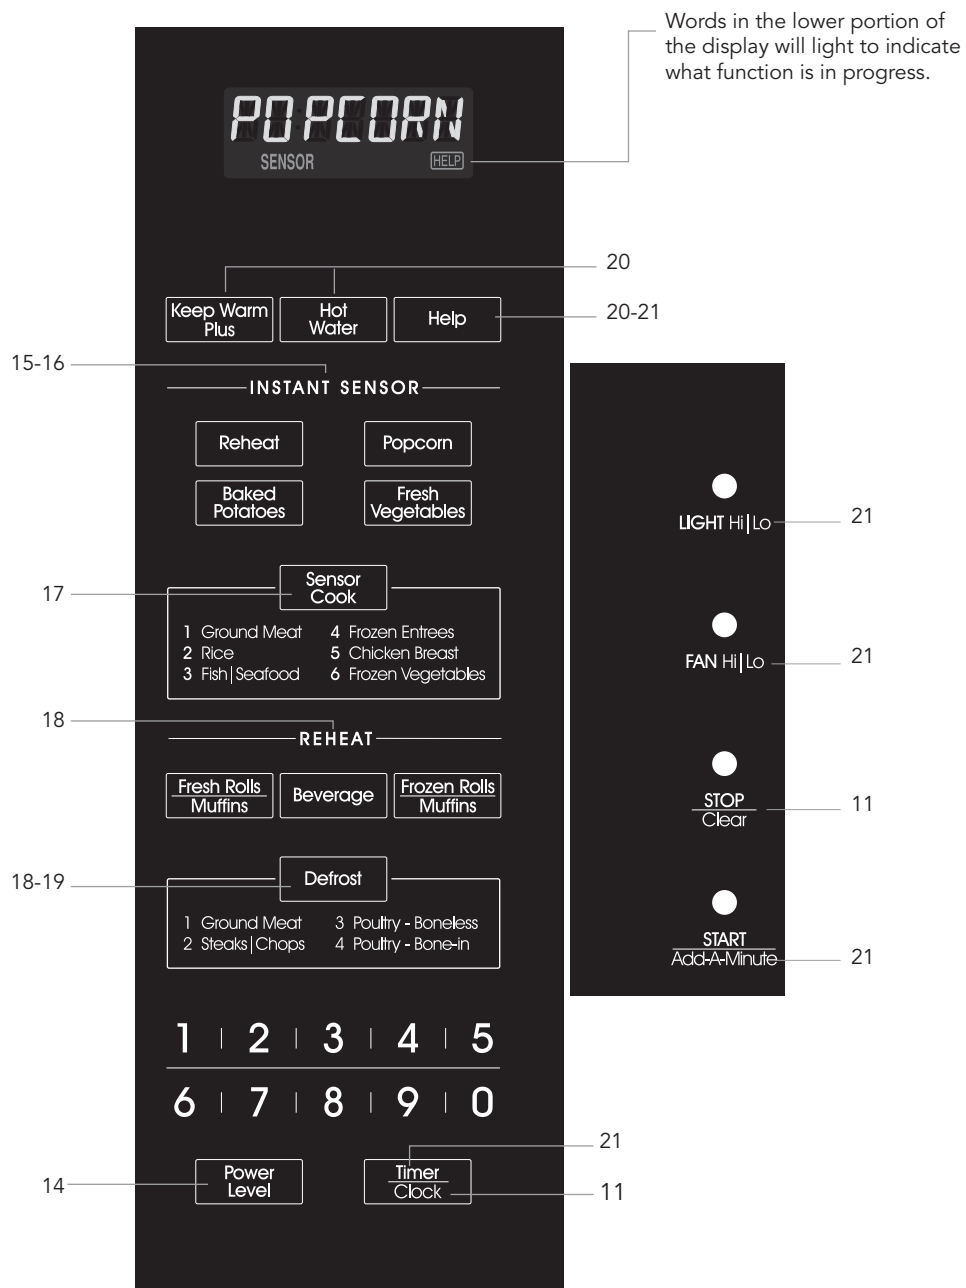 Words in the lower portion of
the display will light to indicate
what function is in progress.
POPCORN
SENSOR HELP
20
Keep Warm
Plus
Hot
Water
Help
20-21
15-16
INSTANT SENSOR
Reheat
Popcorn
Baked
Potatoes
Fresh
Vegetables
17
Sensor
Cook
1 Ground Meat
2 Rice
3 Fish|Seafood
4 Frozen Entrees
5 Chicken Breast
6 Frozen Vegetables
18
REHEAT
Fresh Rolls
Muffins
Beverage
Frozen Rolls
Muffins
18-19
Defrost
1 Ground Meat
2 Steaks|Chops
3 Poultry - Boneless
4 Poultry - Bone-in
1 | 2 | 3 | 4 | 5
6 | 7 | 8 | 9 | 0
14
Power
Level
21
Timer
Clock
11
LIGHT Hi|Lo
21
FAN Hi|Lo
21
STOP
Clear
11
START
Add-A-Minute
21